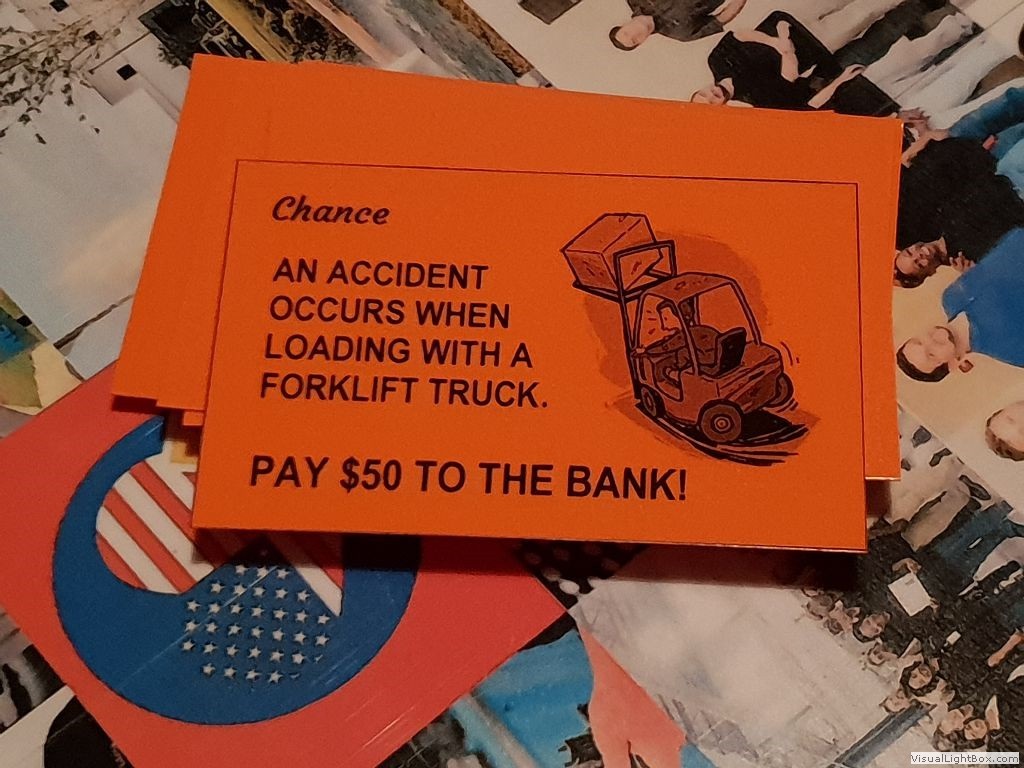 Chance
AN ACCIDENT
OCCURS WHEN
LOADING WITH A
FORKLIFT TRUCK.
PAY $50 TO THE BANK!
VisualLightBox.com